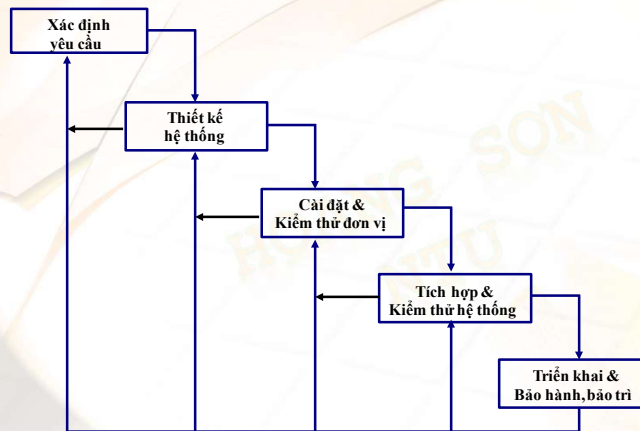 Xác định
yêu cầu
Thiết kế
hệ thống
Cài đặt &
Kiểm thử đơn vị
Tích hợp &
Kiểm thử hệ thống
Triển khai &
Bảo hành, bảo trì